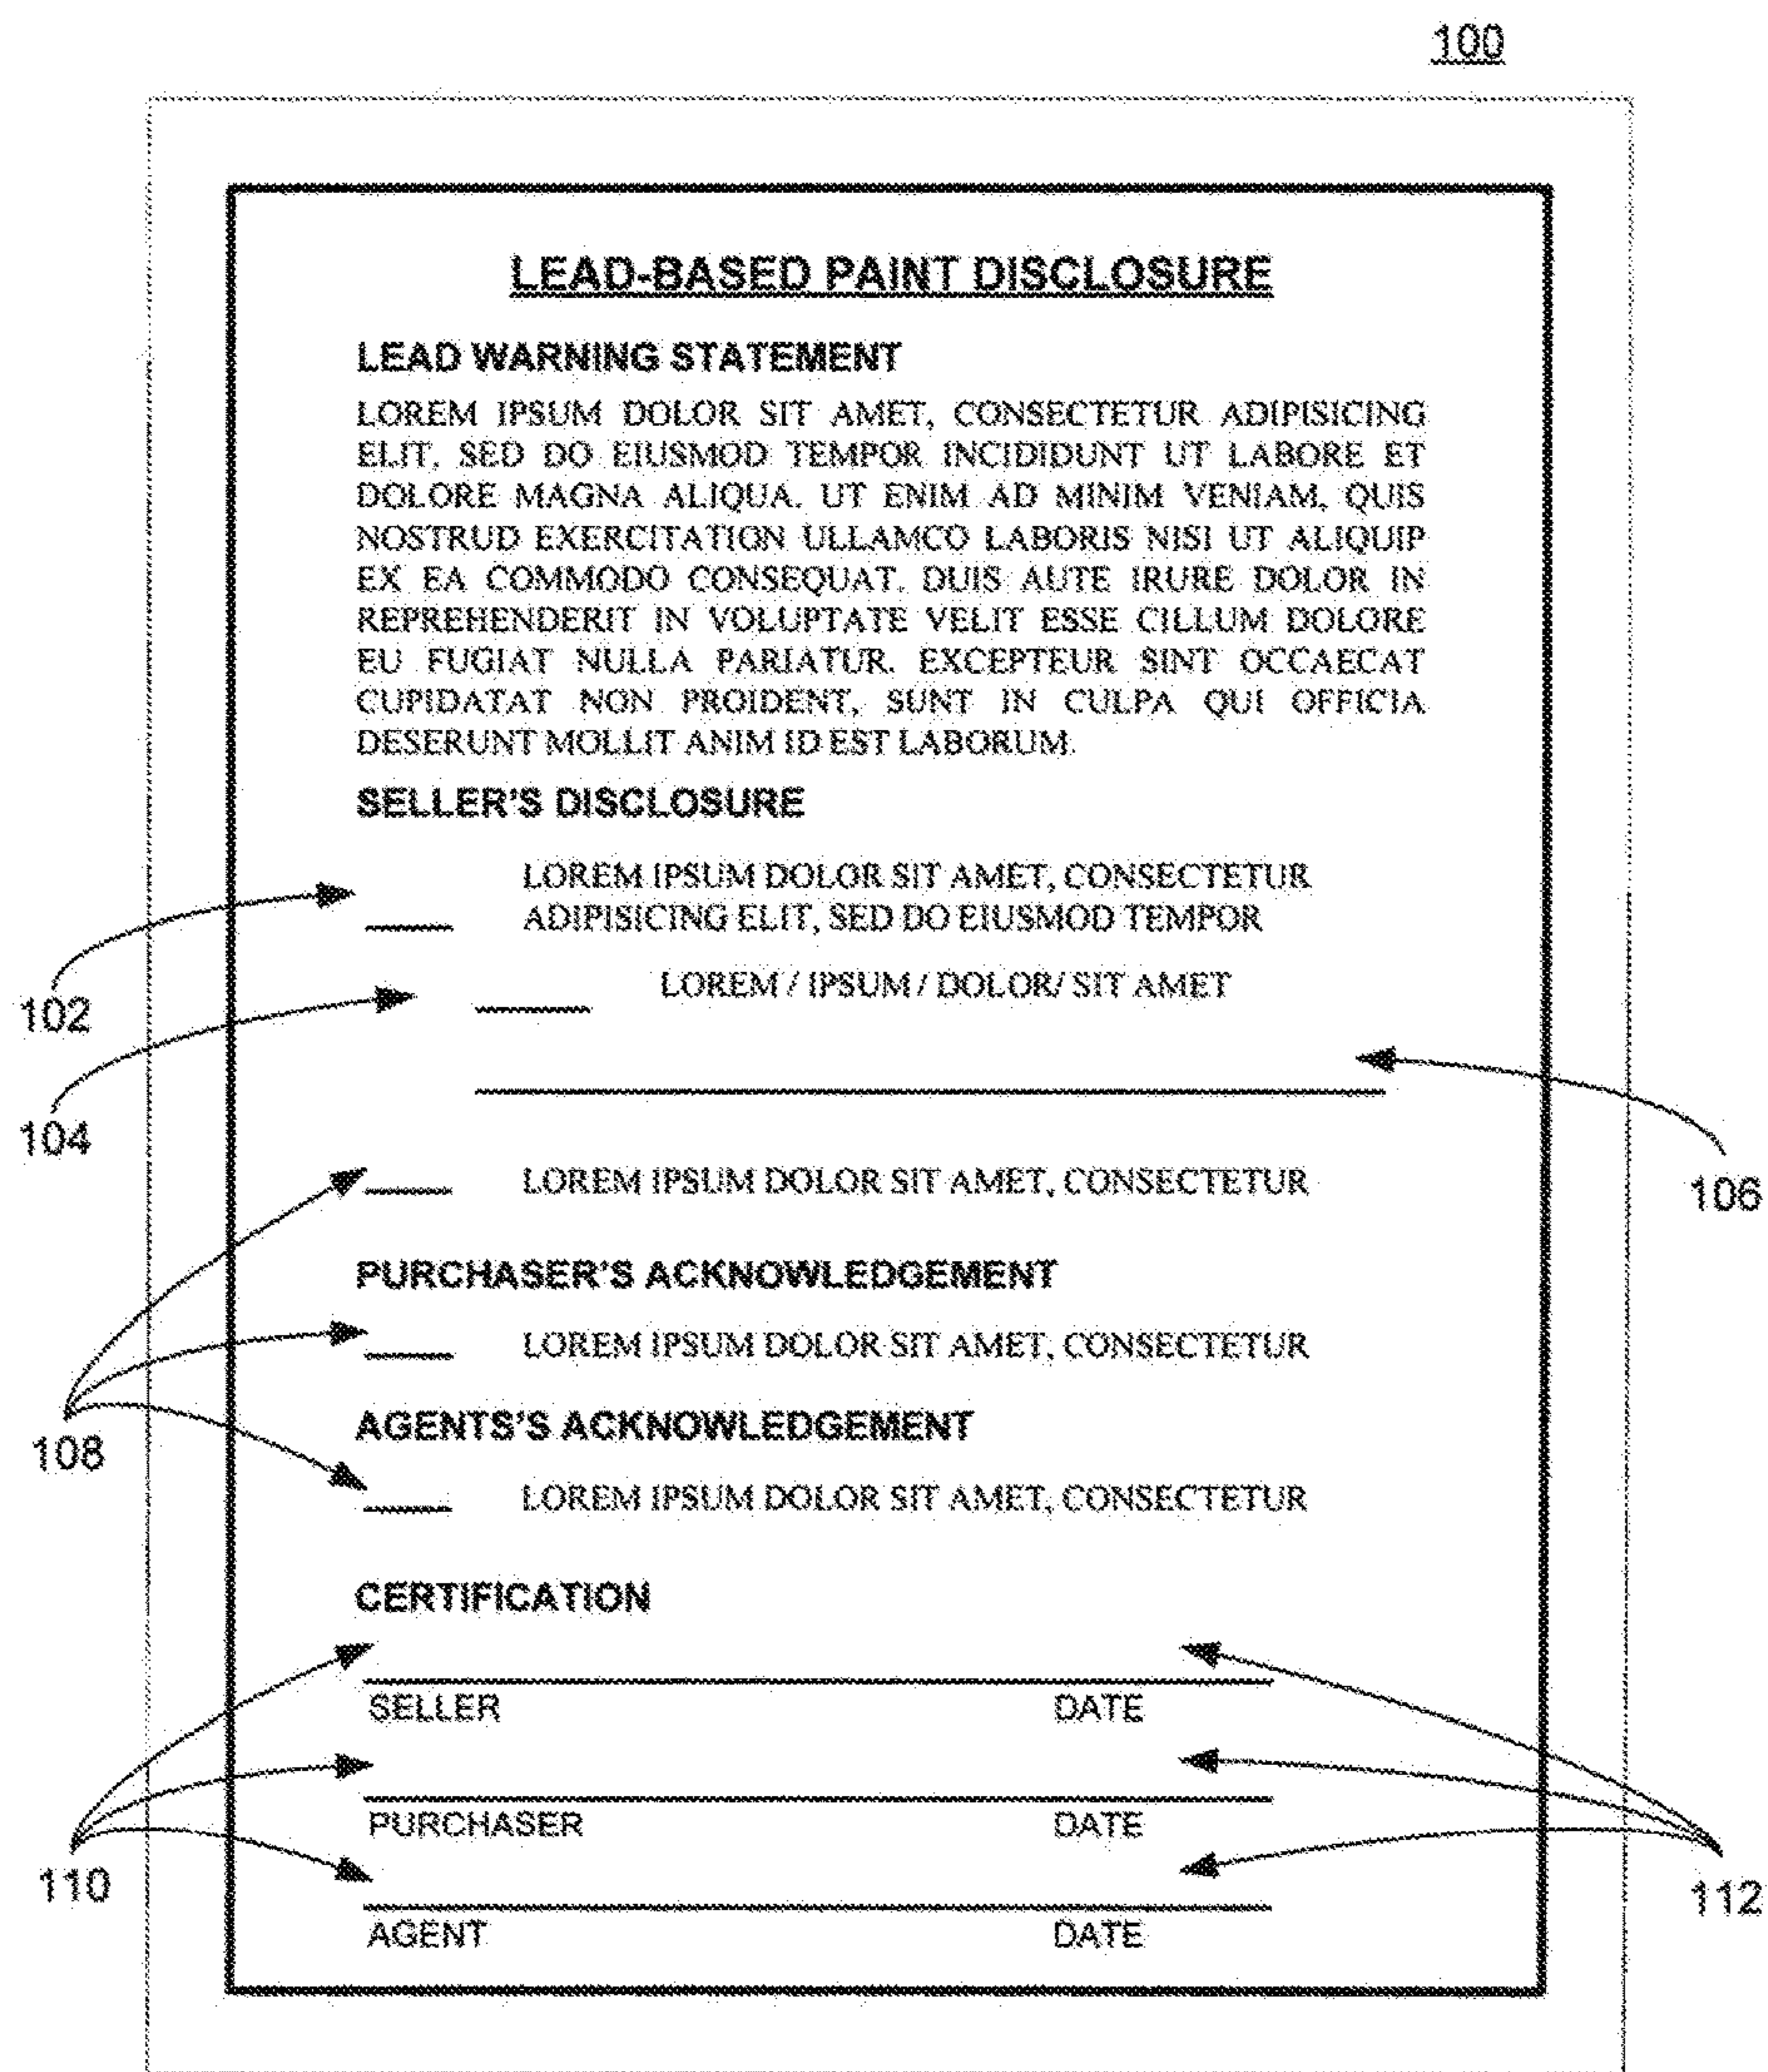 100
LEAD-BASED PAINT DISCLOSURE
LEAD WARNING STATEMENT
LOREM IPSUM DOLOR SIT AMET, CONSECTETUR ADIPISICING
ELIT, SED DO EIUSMOD TEMPOR INCIDIDUNT UT LABORE ET
DOLORE MAGNA ALIQUA. UT ENIM AD MINIM VENIAM, QUIS
NOSTRUD EXERCITATION ULLAMCO LABORIS NISI UT ALIQUIP
EX EA COMMODO CONSEQUAT. DUIS AUTE IRURE DOLOR IN
REPREHENDERIT IN VOLUPTATE VELIT ESSE CILLUM DOLORE
EU FUGIAT NULLA PARIATUR. EXCEPTEUR SINT OCCAECAT
CUPIDATAT NON PROIDENT, SUNT IN CULPA QUI OFFICIA
DESERUNT MOLLIT ANIM ID EST LABORUM.
SELLER'S DISCLOSURE
LOREM IPSUM DOLOR SIT AMET, CONSECTETUR
ADIPISICING ELIT, SED DO EIUSMOD TEMPOR
102
LOREM / IPSUM / DOLOR/ SIT AMET
104
106
LOREM IPSUM DOLOR SIT AMET, CONSECTETUR
PURCHASER'S ACKNOWLEDGEMENT
LOREM IPSUM DOLOR SIT AMET, CONSECTETUR
108
AGENTS'S ACKNOWLEDGEMENT
LOREM IPSUM DOLOR SIT AMET, CONSECTETUR
CERTIFICATION
SELLER DATE
PURCHASER DATE
110
112
AGENT DATE